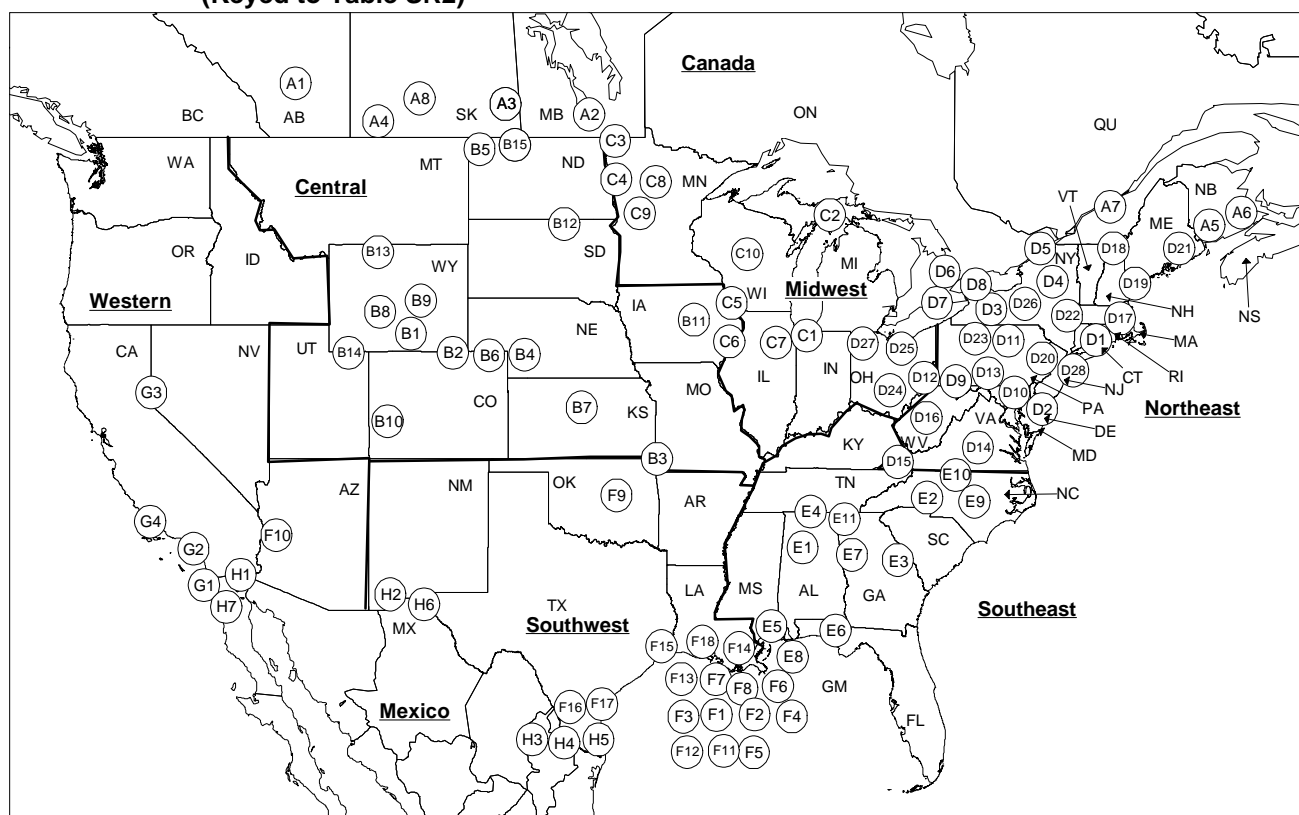 (Keyed to Table SR2)
Canada
A1
A8
A3
A4
SK
MB
A2
BC
AB
ON
QU
C3
B15
B5
WA
MT
ND
C4
C8
MN
Central
VT
NB
A7
ME
A5
A6
C9
C2
B12
D5
D18
D21
OR
ID
B13
WY
SD
C10
MI
NY
D6
D8
D4
D19
Western
B9
B8
IA
WI
Midwest
D7
D3
D26
NH
NS
C5
B11
D22
D17
MA
B1
NE
CA
NV
UT
B14
B2
B6
B4
C6
C7
C1
D27
D25
D23
D11
D1
RI
G3
MO
IL
IN
OH
D12
D9
D13
D20
D28
CT
NJ
CO
B7
KS
B10
D24
D10
D2
PA
Northeast
D16
VA
DE
MD
KY
WV
D14
B3
D15
AZ
NM
OK
F9
AR
TN
E10
E2
E9
NC
G4
F10
E4
E11
SC
G2
E1
E7
E3
G1
H1
H7
H2
H6
LA
MS
AL
GA
MX
TX
Southwest
Southeast
E5
E6
F15
F18
F14
E8
F13
F7
F8
F6
GM
Mexico
F16
F17
F3
F1
F2
F4
FL
H3
H4
H5
F12
F11
F5